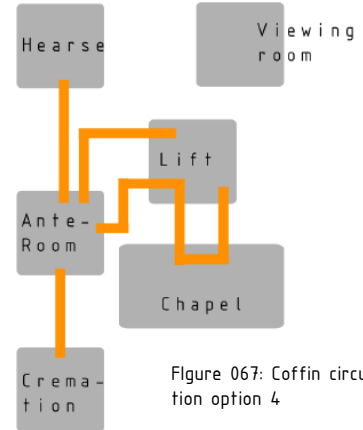 Hearse
Viewing
room
Lift
Ante-
Room
Chapel
Crema-
tion
FIgure 067: Coffin circu
tion option 4